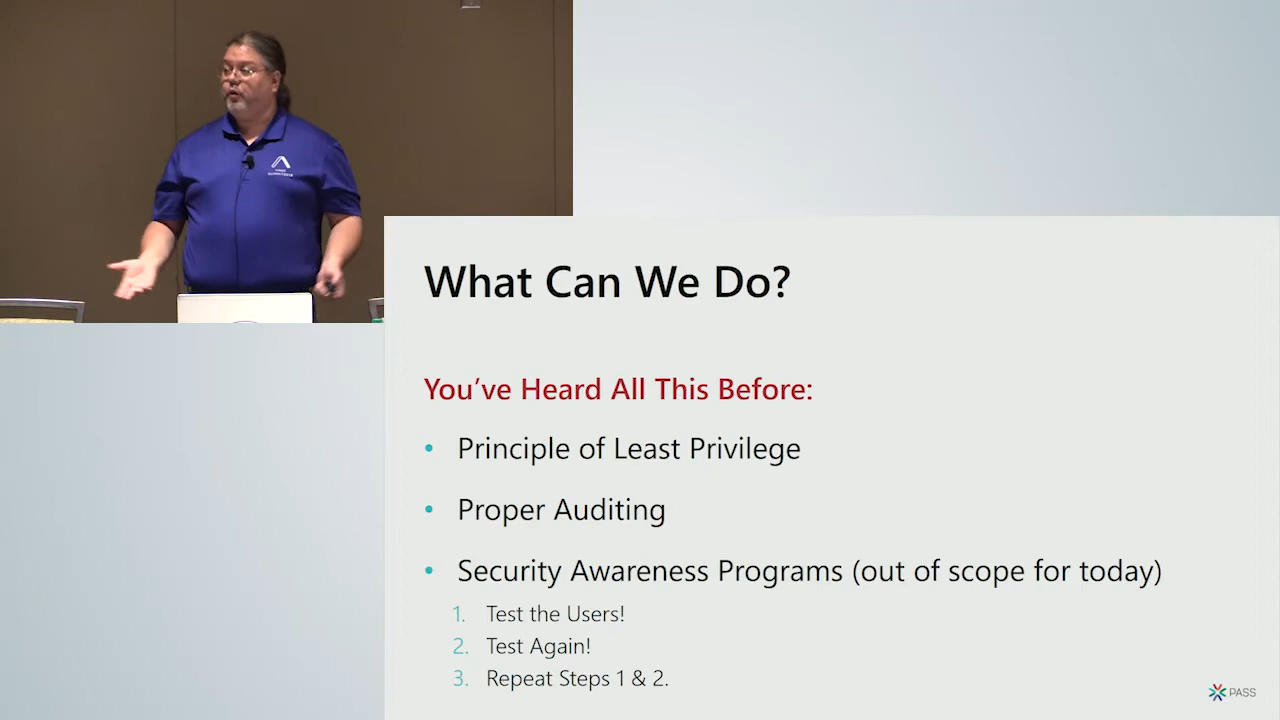 What Can We Do?
You've Heard All This Before:
• Principle of Least Privilege
• Proper Auditing
• Security Awareness Programs (out of scope for today)
1. Test the Users!
2. Test Again!
3. Repeat Steps 1 & 2.
PASS